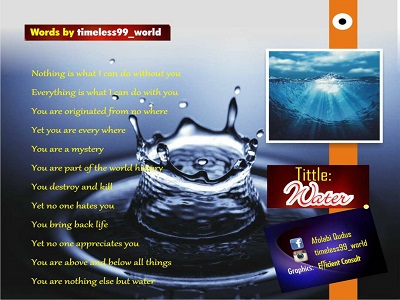 Words by timeless99_world
Nothing is what I can do without you
Everything is what I can do with you
You are originated from no where
Yet you are every where
You are a mystery
You are part of the world history
You destroy and kill
Yet no one hates you
You bring back life
Yet no one appreciates you
You are above and below all things
You are nothing else but water
Tittle:
Water
Afolabi Dudus
timeless99_world
Graphics: Efficient Consult